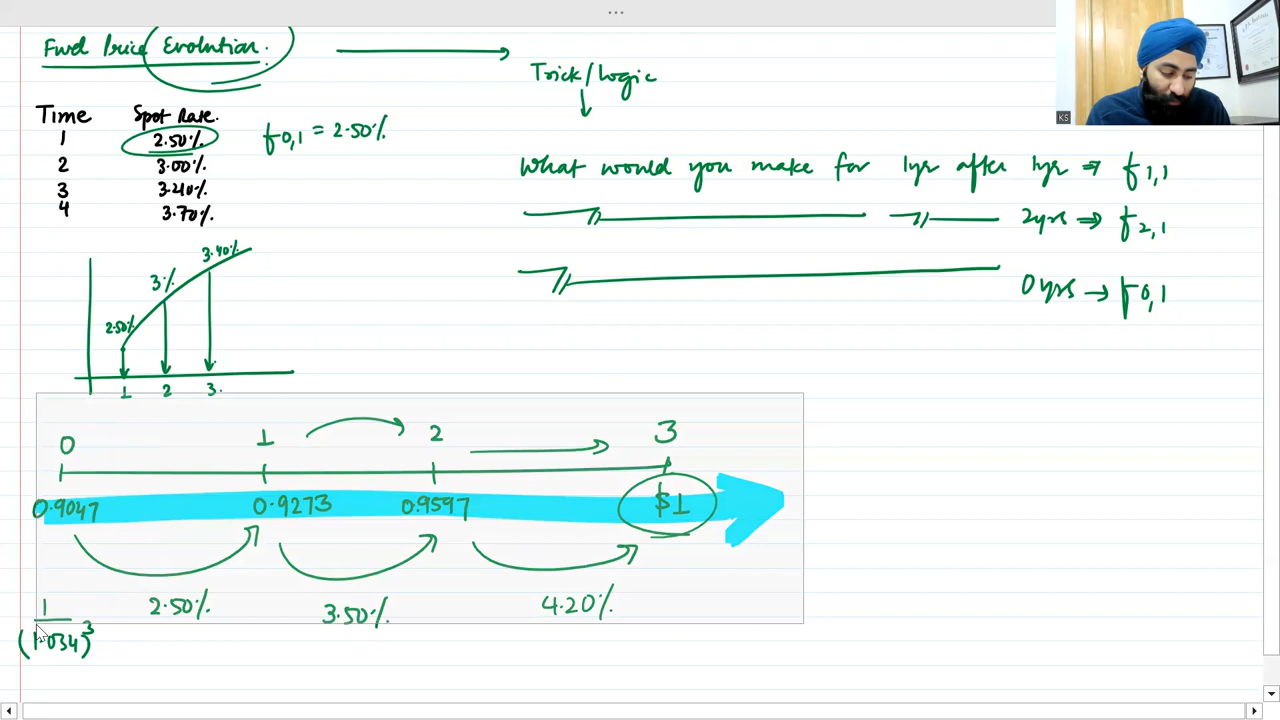 Fwd Price Evolution.
Trick/Logic
Time Spot Rate.
1 2.50%
2 3.00%
3 3.40%
4 3.70%
f0,1 = 2.50%
What would you make for 1yr after 1yr ⇒ f1,1
2yrs ⇒ f2,1
0yrs → f0,1
3.40%
3%
2.50%
1 2 3.
0 1 2 3
0.9047 0.9273 0.9597 $1
2.50% 3.50% 4.20%
1
(1.034)^3
KS